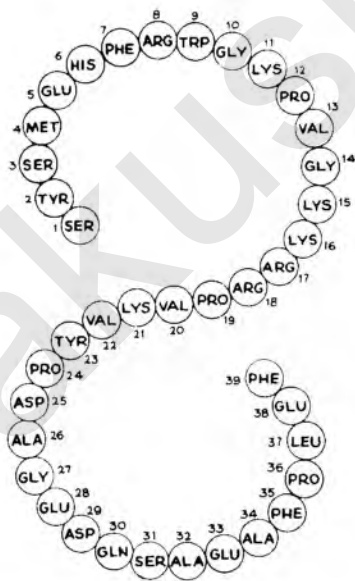 1 SER
2 TYR
3 SER
4 MET
5 GLU
6 HIS
7 PHE
8 ARG
9 TRP
10 GLY
11 LYS
12 PRO
13 VAL
14 GLY
15 LYS
16 LYS
17 ARG
18 ARG
19 PRO
20 VAL
21 LYS
22 VAL
23 TYR
24 PRO
25 ASP
26 ALA
27 GLY
28 GLU
29 ASP
30 GLN
31 SER
32 ALA
33 GLU
34 ALA
35 PHE
36 PRO
37 LEU
38 GLU
39 PHE